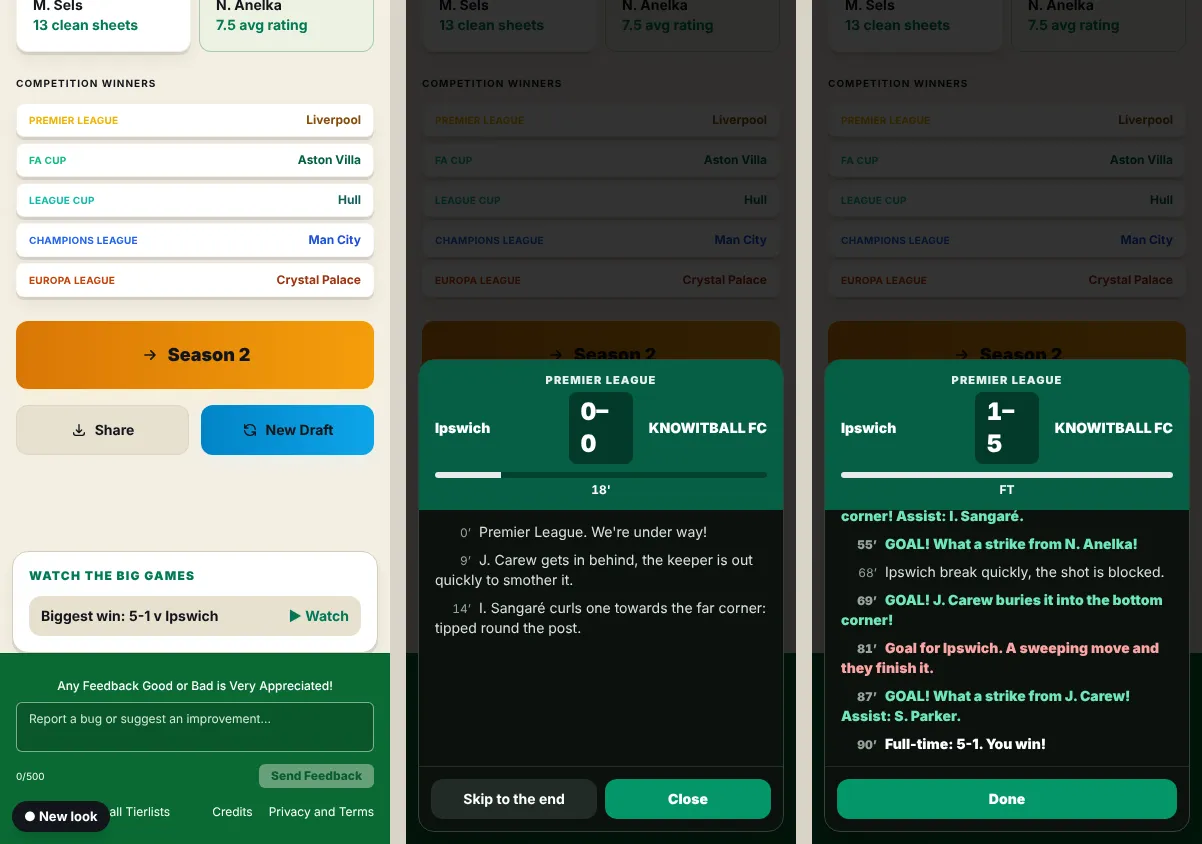 M. Sels
13 clean sheets
N. Anelka
7.5 avg rating
COMPETITION WINNERS
PREMIER LEAGUE Liverpool
FA CUP Aston Villa
LEAGUE CUP Hull
CHAMPIONS LEAGUE Man City
EUROPA LEAGUE Crystal Palace
→ Season 2
Share
New Draft
WATCH THE BIG GAMES
Biggest win: 5-1 v Ipswich ▶ Watch
Any Feedback Good or Bad is Very Appreciated!
Report a bug or suggest an improvement...
0/500
Send Feedback
New look
all Tierlists
Credits
Privacy and Terms
M. Sels
13 clean sheets
N. Anelka
7.5 avg rating
COMPETITION WINNERS
PREMIER LEAGUE Liverpool
FA CUP Aston Villa
LEAGUE CUP Hull
CHAMPIONS LEAGUE Man City
EUROPA LEAGUE Crystal Palace
→ Season 2
PREMIER LEAGUE
Ipswich
0–
0
KNOWITBALL FC
18'
0' Premier League. We're under way!
9' J. Carew gets in behind, the keeper is out
quickly to smother it.
14' I. Sangaré curls one towards the far corner:
tipped round the post.
Skip to the end
Close
M. Sels
13 clean sheets
N. Anelka
7.5 avg rating
COMPETITION WINNERS
PREMIER LEAGUE Liverpool
FA CUP Aston Villa
LEAGUE CUP Hull
CHAMPIONS LEAGUE Man City
EUROPA LEAGUE Crystal Palace
→ Season 2
PREMIER LEAGUE
Ipswich
1–
5
KNOWITBALL FC
FT
corner! Assist: I. Sangaré.
55' GOAL! What a strike from N. Anelka!
68' Ipswich break quickly, the shot is blocked.
69' GOAL! J. Carew buries it into the bottom
corner!
81' Goal for Ipswich. A sweeping move and
they finish it.
87' GOAL! What a strike from J. Carew!
Assist: S. Parker.
90' Full-time: 5-1. You win!
Done